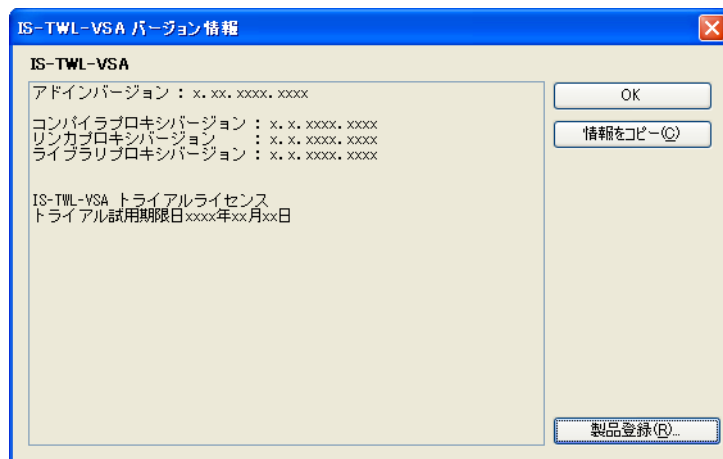 IS-TWL-VSA バージョン情報
IS-TWL-VSA
アドインバージョン : x.xx.xxxx.xxxx
コンパイラプロキシバージョン : x.x.xxxx.xxxx
リンカプロキシバージョン : x.x.xxxx.xxxx
ライブラリプロキシバージョン : x.x.xxxx.xxxx
IS-TWL-VSA トライアルライセンス
トライアル試用期限日xxxx年xx月xx日
OK
情報をコピー(C)
製品登録(R)...